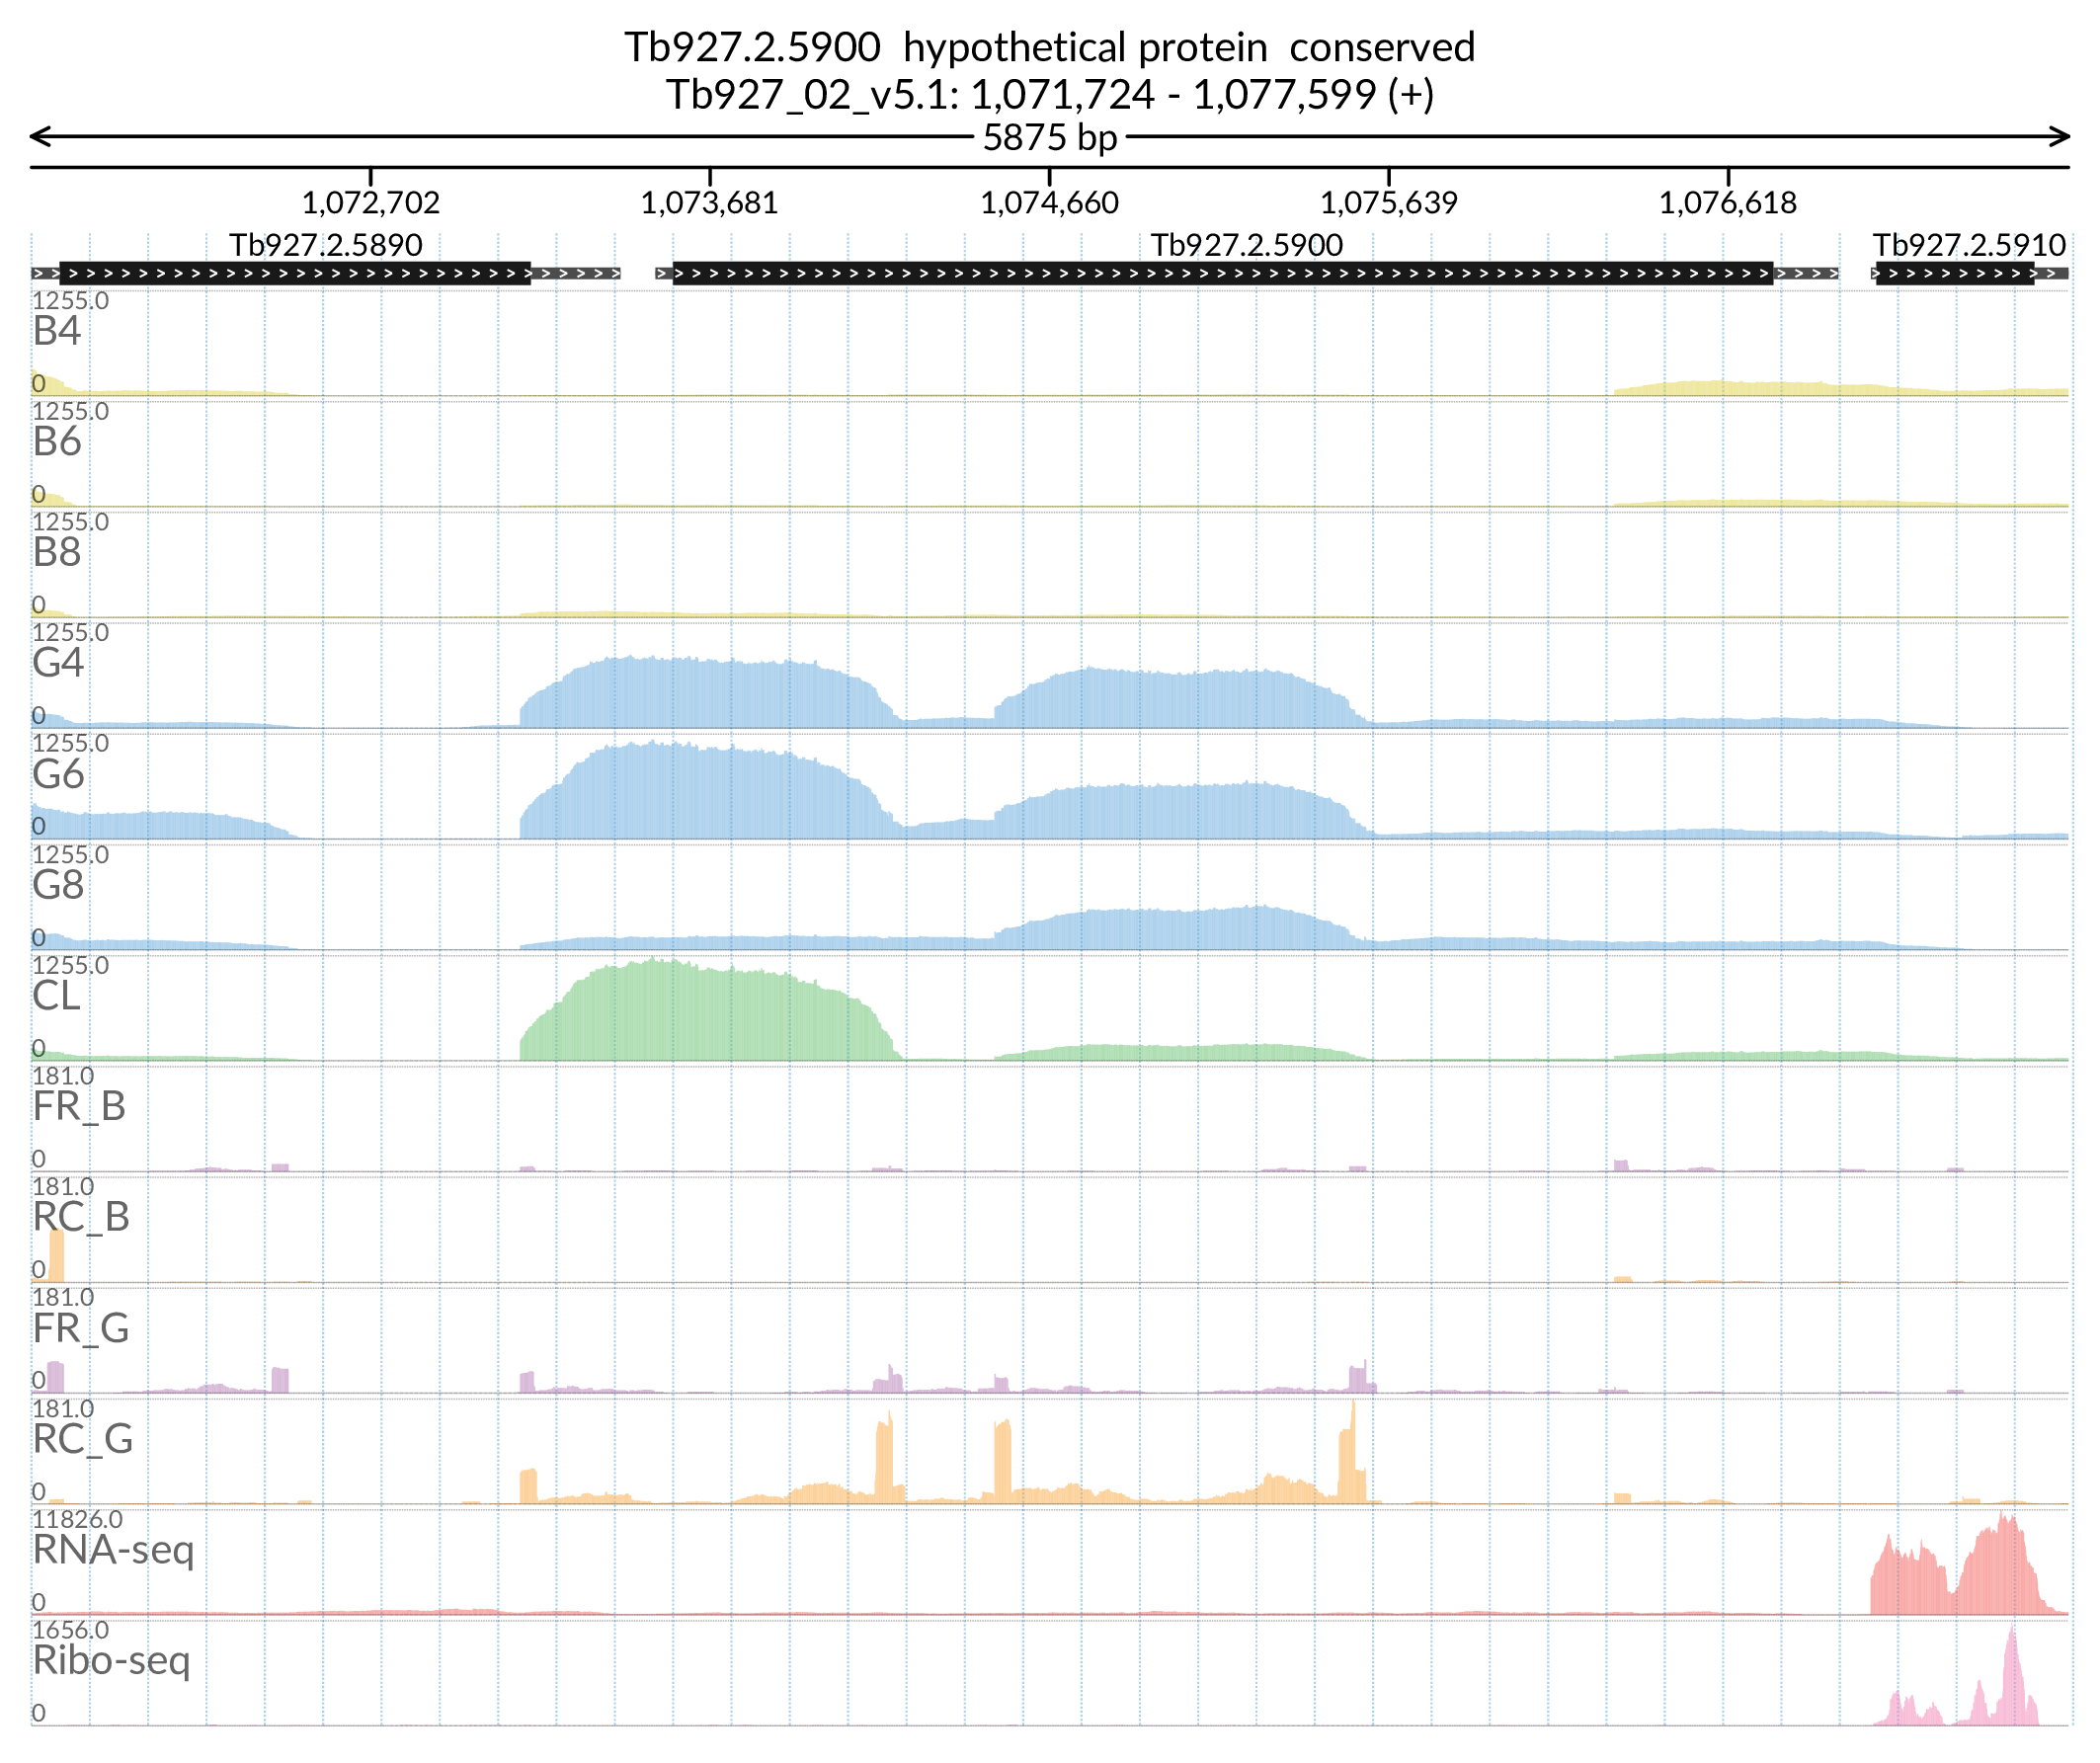 Tb927.2.5900 hypothetical protein conserved
Tb927_02_v5.1: 1,071,724 - 1,077,599 (+)
5875 bp
1,072,702 1,073,681 1,074,660 1,075,639 1,076,618
Tb927.2.5890 Tb927.2.5900 Tb927.2.5910
1255.0
B4
0
1255.0
B6
0
1255.0
B8
0
1255.0
G4
0
1255.0
G6
0
1255.0
G8
0
1255.0
CL
0
181.0
FR_B
0
181.0
RC_B
0
181.0
FR_G
0
181.0
RC_G
0
11826.0
RNA-seq
0
1656.0
Ribo-seq
0